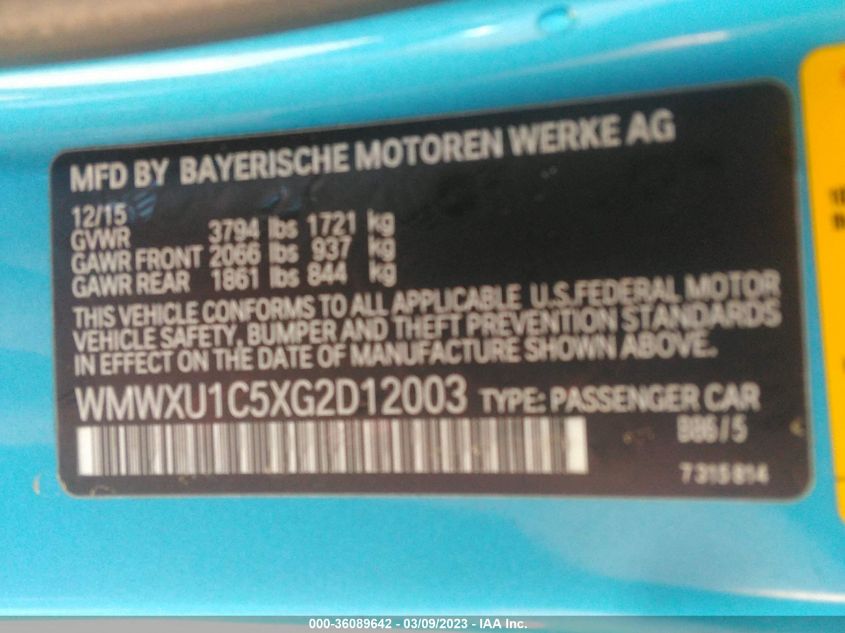 MFD BY BAYERISCHE MOTOREN WERKE AG
12/15
GVWR 3794 lbs 1721 kg
GAWR FRONT 2066 lbs 937 kg
GAWR REAR 1861 lbs 844 kg
THIS VEHICLE CONFORMS TO ALL APPLICABLE U.S.FEDERAL MOTOR
VEHICLE SAFETY, BUMPER AND THEFT PREVENTION STANDARDS
IN EFFECT ON THE DATE OF MANUFACTURE SHOWN ABOVE.
WMWXU1C5XG2D12003 TYPE: PASSENGER CAR
B86/5
7315814
000-36089642 - 03/09/2023 - IAA Inc.